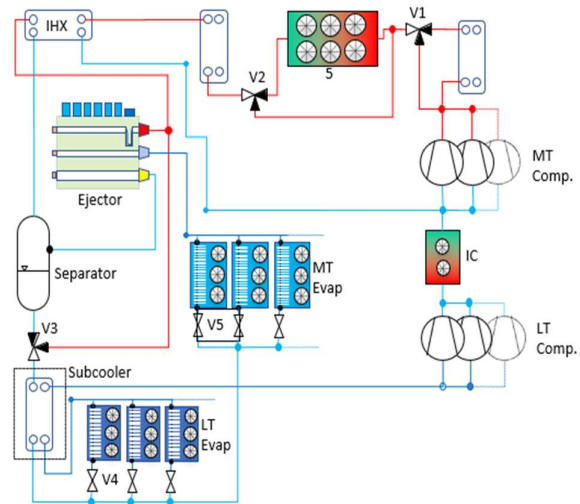 IHX
V1
V2
5
MT
Comp.
Ejector
IC
Separator
MT
Evap
V5
V3
LT
Comp.
Subcooler
LT
Evap
V4